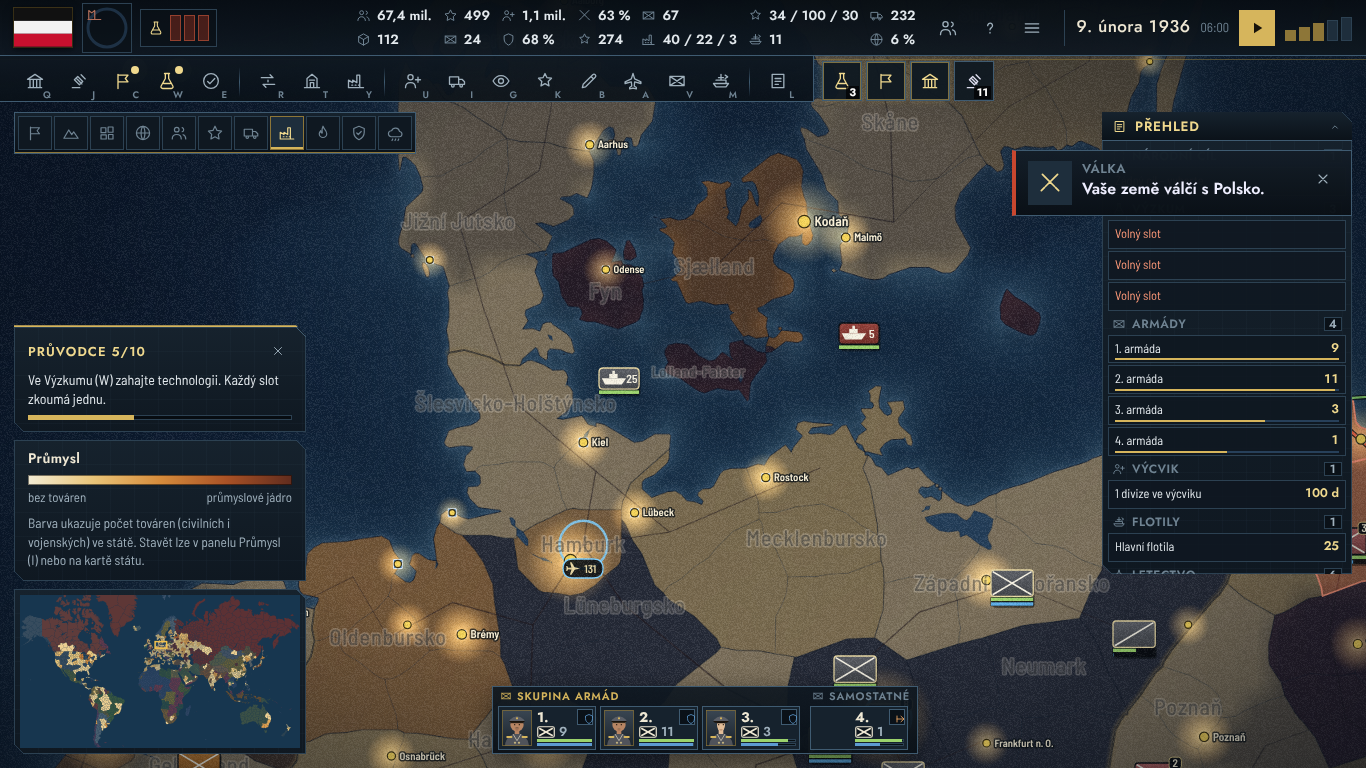 67,4 mil.
499
1,1 mil.
63 %
67
34 / 100 / 30
232
112
24
68 %
274
40 / 22 / 3
11
6 %
?
9. února 1936
06:00
Q
J
C
W
E
R
T
Y
U
I
G
K
B
A
V
M
L
3
11
PŘEHLED
VÁLKA
Vaše země válčí s Polsko.
Volný slot
Volný slot
Volný slot
ARMÁDY
4
1. armáda
9
2. armáda
11
3. armáda
3
4. armáda
1
VÝCVIK
1
1 divize ve výcviku
100 d
FLOTILY
1
Hlavní flotila
25
Skåne
Aarhus
Jižní Jutsko
Kodaň
Malmö
Odense
Fyn
Sjælland
5
Lolland-Falster
25
Šlesvicko-Holštýnsko
Kiel
Rostock
Lübeck
Hamburk
131
Mecklenbursko
Lüneburgsko
Oldenbursko
Brémy
Neumark
Poznaň
Poznaň
Frankfurt n. O.
Osnabrück
2
PRŮVODCE 5/10
Ve Výzkumu (W) zahajte technologii. Každý slot
zkoumá jednu.
Průmysl
bez továren
průmyslové jádro
Barva ukazuje počet továren (civilních i
vojenských) ve státě. Stavět lze v panelu Průmysl
(I) nebo na kartě státu.
SKUPINA ARMÁD
SAMOSTATNÉ
1.
9
2.
11
3.
3
4.
1